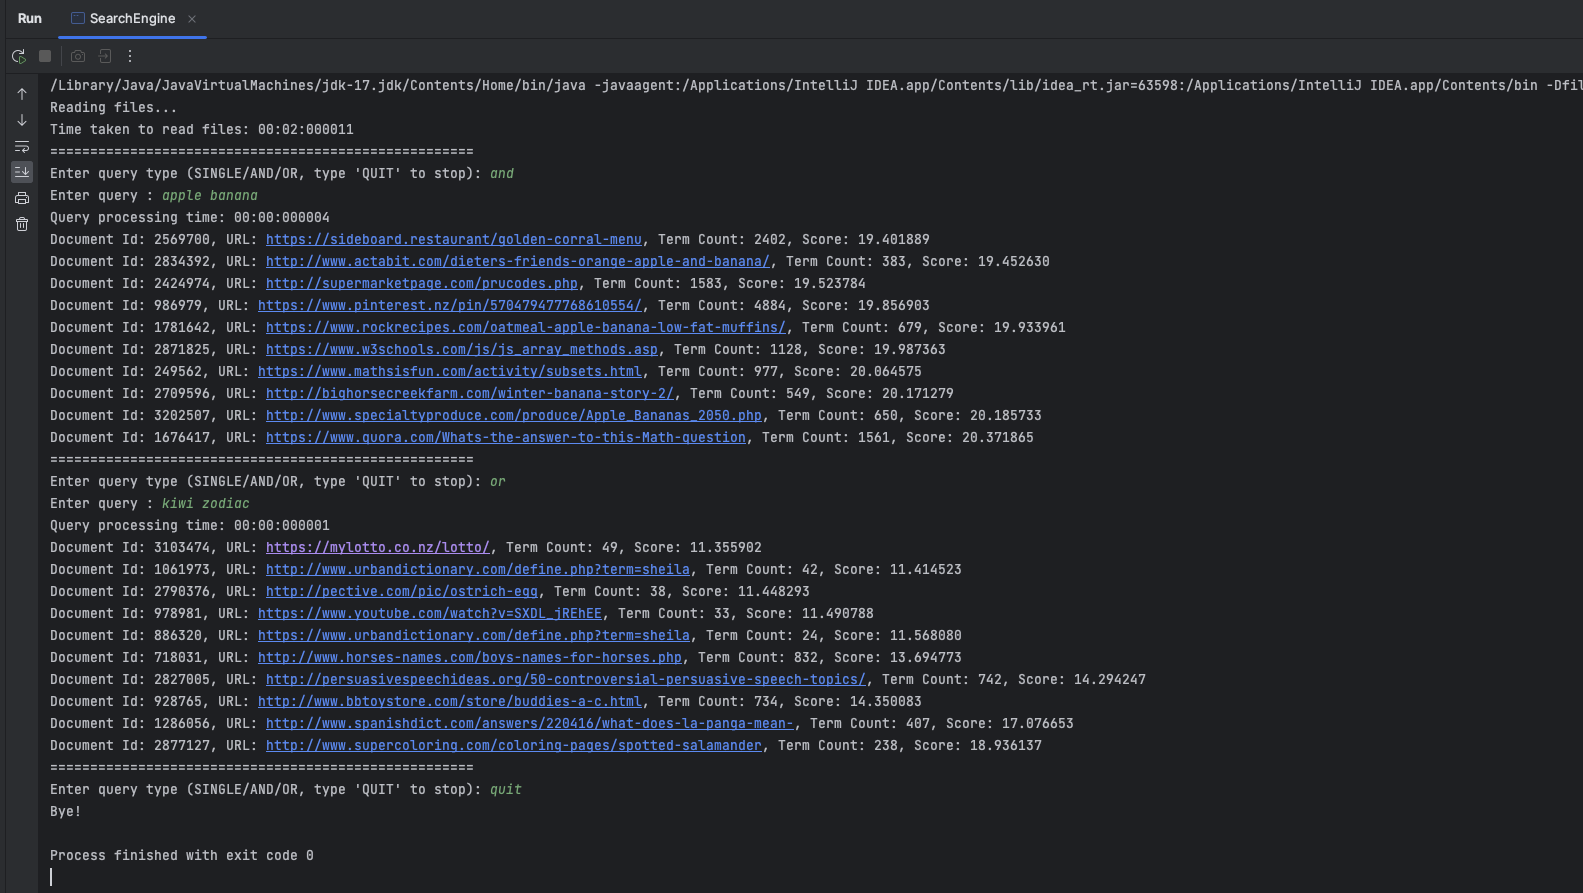 Run SearchEngine
/Library/Java/JavaVirtualMachines/jdk-17.jdk/Contents/Home/bin/java -javaagent:/Applications/IntelliJ IDEA.app/Contents/lib/idea_rt.jar=63598:/Applications/IntelliJ IDEA.app/Contents/bin -Dfil
Reading files...
Time taken to read files: 00:02:000011
=====================================================
Enter query type (SINGLE/AND/OR, type 'QUIT' to stop): and
Enter query : apple banana
Query processing time: 00:00:000004
Document Id: 2569700, URL: https://sideboard.restaurant/golden-corral-menu, Term Count: 2402, Score: 19.401889
Document Id: 2834392, URL: http://www.actabit.com/dieters-friends-orange-apple-and-banana/, Term Count: 383, Score: 19.452630
Document Id: 2424974, URL: http://supermarketpage.com/prucodes.php, Term Count: 1583, Score: 19.523784
Document Id: 986979, URL: https://www.pinterest.nz/pin/570479477768610554/, Term Count: 4884, Score: 19.856903
Document Id: 1781642, URL: https://www.rockrecipes.com/oatmeal-apple-banana-low-fat-muffins/, Term Count: 679, Score: 19.933961
Document Id: 2871825, URL: https://www.w3schools.com/js/js_array_methods.asp, Term Count: 1128, Score: 19.987363
Document Id: 249562, URL: https://www.mathsisfun.com/activity/subsets.html, Term Count: 977, Score: 20.064575
Document Id: 2709596, URL: http://bighorsecreekfarm.com/winter-banana-story-2/, Term Count: 549, Score: 20.171279
Document Id: 3202507, URL: http://www.specialtyproduce.com/produce/Apple_Bananas_2050.php, Term Count: 650, Score: 20.185733
Document Id: 1676417, URL: https://www.quora.com/Whats-the-answer-to-this-Math-question, Term Count: 1561, Score: 20.371865
=====================================================
Enter query type (SINGLE/AND/OR, type 'QUIT' to stop): or
Enter query : kiwi zodiac
Query processing time: 00:00:000001
Document Id: 3103474, URL: https://mylotto.co.nz/lotto/, Term Count: 49, Score: 11.355902
Document Id: 1061973, URL: http://www.urbandictionary.com/define.php?term=sheila, Term Count: 42, Score: 11.414523
Document Id: 2790376, URL: http://pective.com/pic/ostrich-egg, Term Count: 38, Score: 11.448293
Document Id: 978981, URL: https://www.youtube.com/watch?v=SXDL_jREhEE, Term Count: 33, Score: 11.490788
Document Id: 886320, URL: https://www.urbandictionary.com/define.php?term=sheila, Term Count: 24, Score: 11.568080
Document Id: 718031, URL: http://www.horses-names.com/boys-names-for-horses.php, Term Count: 832, Score: 13.694773
Document Id: 2827005, URL: http://persuasivespeechideas.org/50-controversial-persuasive-speech-topics/, Term Count: 742, Score: 14.294247
Document Id: 928765, URL: http://www.bbtoystore.com/store/buddies-a-c.html, Term Count: 734, Score: 14.350083
Document Id: 1286056, URL: http://www.spanishdict.com/answers/220416/what-does-la-panga-mean-, Term Count: 407, Score: 17.076653
Document Id: 2877127, URL: http://www.supercoloring.com/coloring-pages/spotted-salamander, Term Count: 238, Score: 18.936137
=====================================================
Enter query type (SINGLE/AND/OR, type 'QUIT' to stop): quit
Bye!
Process finished with exit code 0